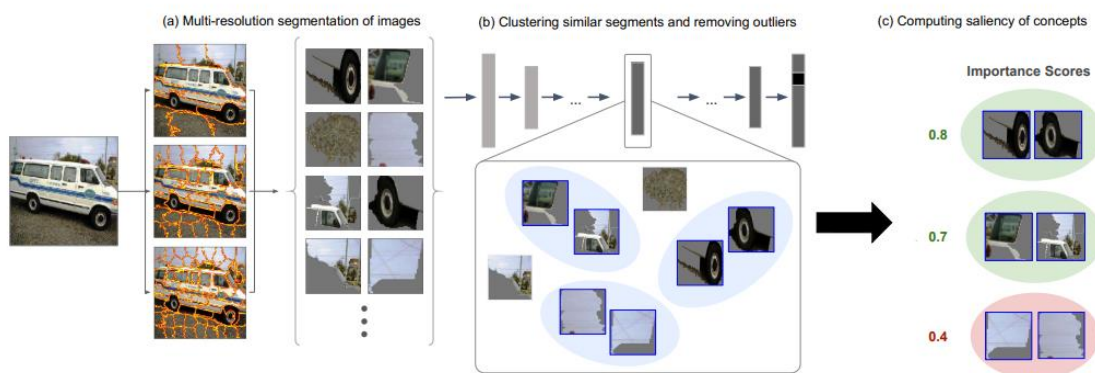 (a) Multi-resolution segmentation of images
(b) Clustering similar segments and removing outliers
(c) Computing saliency of concepts
...
...
Importance Scores
0.8
0.7
0.4